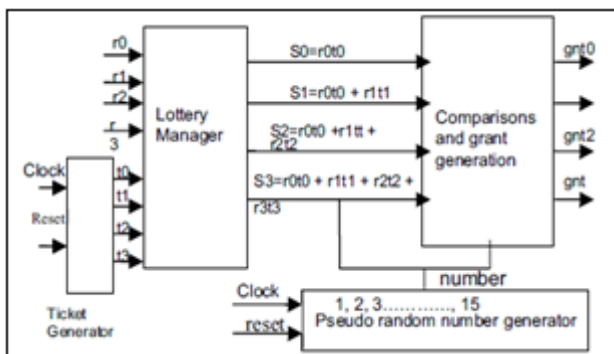 r0
r1
r2
r
3
Clock
Reset
t0
t1
t2
t3
Ticket
Generator
Lottery
Manager
S0=r0t0
S1=r0t0 + r1t1
S2=r0t0 +r1tt +
r2t2
S3=r0t0 + r1t1 + r2t2 +
r3t3
Comparisons
and grant
generation
gnt0
gnt2
gnt
number
Clock
reset
1, 2, 3............., 15
Pseudo random number generator